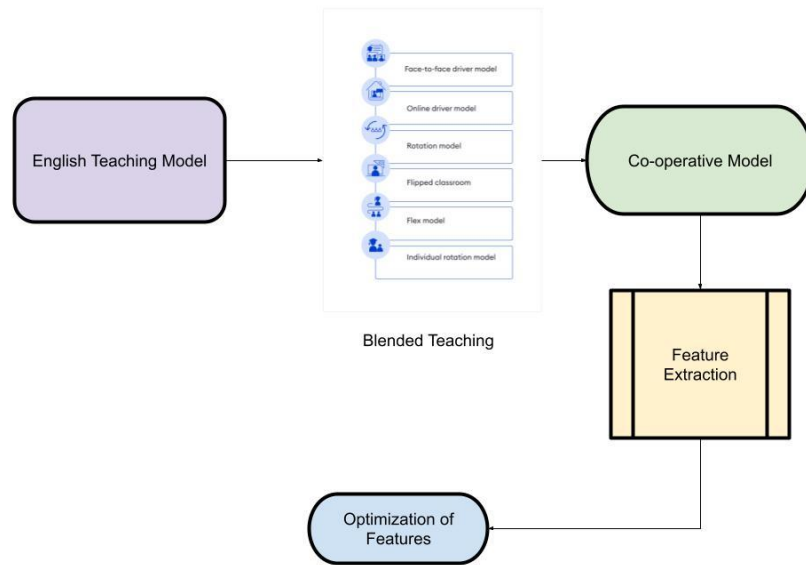 English Teaching Model
Face-to-face driver model
Online driver model
Rotation model
Flipped classroom
Flex model
Individual rotation model
Blended Teaching
Co-operative Model
Feature
Extraction
Optimization of
Features